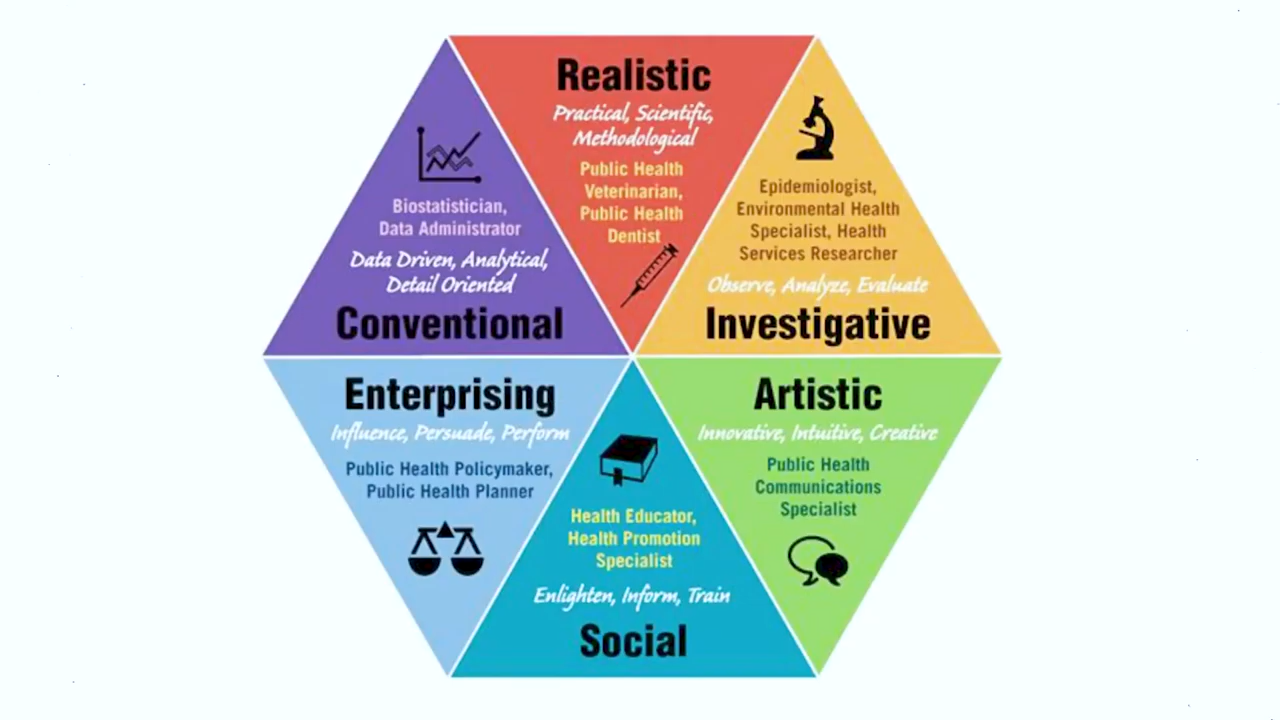 Realistic
Practical, Scientific,
Methodological
Public Health
Veterinarian,
Public Health
Dentist
Biostatistician,
Data Administrator
Data Driven, Analytical,
Detail Oriented
Conventional
Epidemiologist,
Environmental Health
Specialist, Health
Services Researcher
Observe, Analyze, Evaluate
Investigative
Enterprising
Influence, Persuade, Perform
Public Health Policymaker,
Public Health Planner
Health Educator,
Health Promotion
Specialist
Enlighten, Inform, Train
Social
Artistic
Innovative, Intuitive, Creative
Public Health
Communications
Specialist